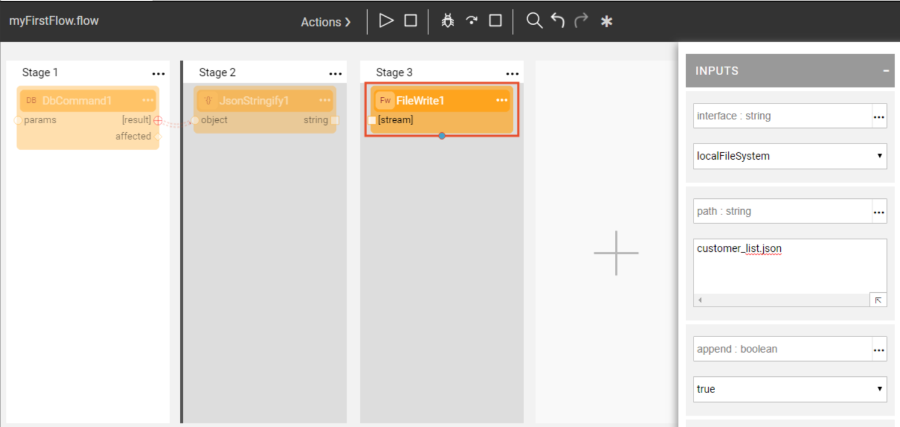 myFirstFlow.flow
Actions
Stage 1
Stage 2
Stage 3
DB DbCommand1
params [result]
affected
{} JsonStringify1
object string
Fw FileWrite1
[stream]
INPUTS
interface : string
localFileSystem
path : string
customer_list.json
append : boolean
true